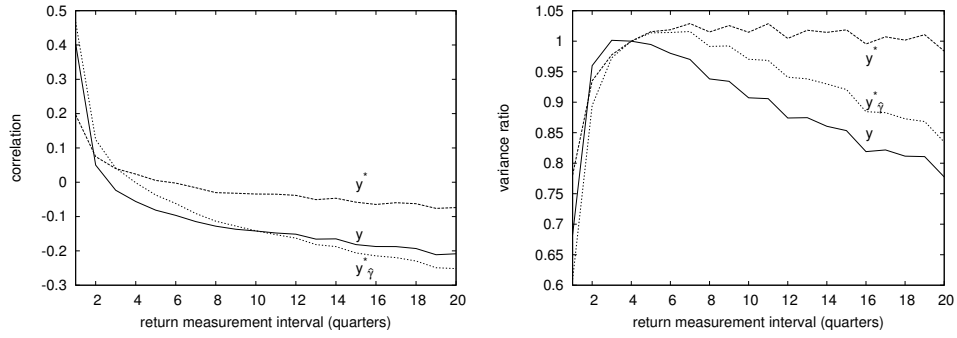 0.5
0.4
0.3
0.2
0.1
0
-0.1
-0.2
-0.3
correlation
y*
y
y*γ̂
2 4 6 8 10 12 14 16 18 20
return measurement interval (quarters)
1.05
1
0.95
0.9
0.85
0.8
0.75
0.7
0.65
0.6
variance ratio
y*
y*γ̂
y
2 4 6 8 10 12 14 16 18 20
return measurement interval (quarters)